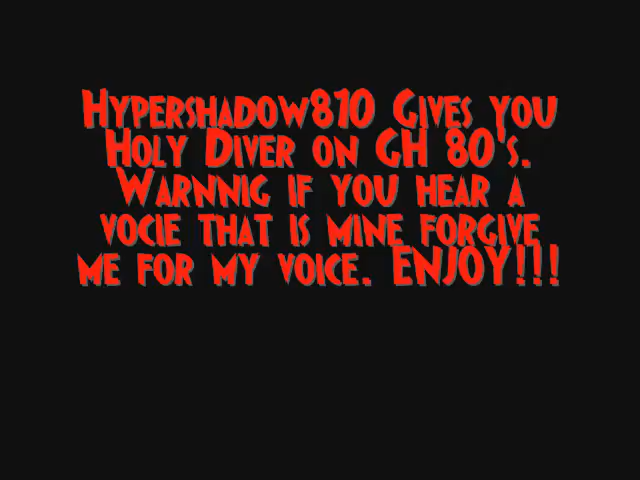 Hypershadow810 Gives you
Holy Diver on GH 80's.
Warnnig if you hear a
vocie that is mine forgive
me for my voice. ENJOY!!!